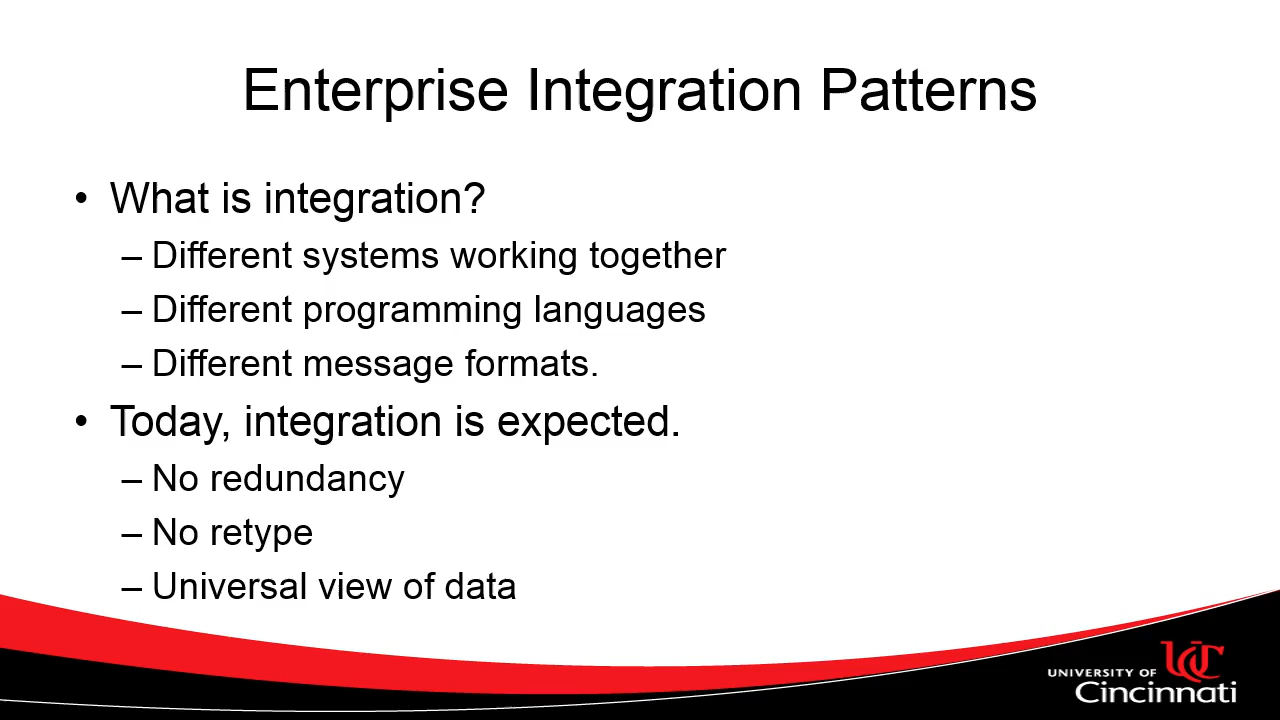 Enterprise Integration Patterns
• What is integration?
– Different systems working together
– Different programming languages
– Different message formats.
• Today, integration is expected.
– No redundancy
– No retype
– Universal view of data
UNIVERSITY OF
UC
Cincinnati